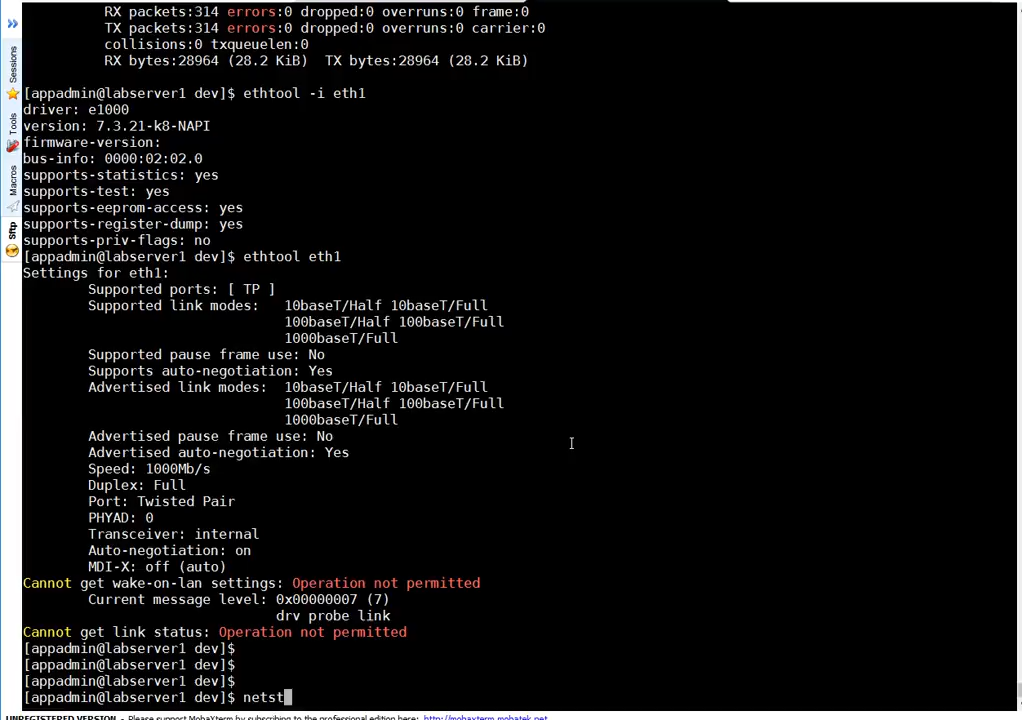 RX packets:314 errors:0 dropped:0 overruns:0 frame:0
TX packets:314 errors:0 dropped:0 overruns:0 carrier:0
collisions:0 txqueuelen:0
RX bytes:28964 (28.2 KiB)  TX bytes:28964 (28.2 KiB)
[appadmin@labserver1 dev]$ ethtool -i eth1
driver: e1000
version: 7.3.21-k8-NAPI
firmware-version:
bus-info: 0000:02:02.0
supports-statistics: yes
supports-test: yes
supports-eeprom-access: yes
supports-register-dump: yes
supports-priv-flags: no
[appadmin@labserver1 dev]$ ethtool eth1
Settings for eth1:
Supported ports: [ TP ]
Supported link modes:   10baseT/Half 10baseT/Full
100baseT/Half 100baseT/Full
1000baseT/Full
Supported pause frame use: No
Supports auto-negotiation: Yes
Advertised link modes:  10baseT/Half 10baseT/Full
100baseT/Half 100baseT/Full
1000baseT/Full
Advertised pause frame use: No
Advertised auto-negotiation: Yes
Speed: 1000Mb/s
Duplex: Full
Port: Twisted Pair
PHYAD: 0
Transceiver: internal
Auto-negotiation: on
MDI-X: off (auto)
Cannot get wake-on-lan settings: Operation not permitted
Current message level: 0x00000007 (7)
drv probe link
Cannot get link status: Operation not permitted
[appadmin@labserver1 dev]$
[appadmin@labserver1 dev]$
[appadmin@labserver1 dev]$
[appadmin@labserver1 dev]$ netst
Sessions
Tools
Macros
Sftp
UNREGISTERED VERSION - Please support MobaXterm by subscribing to the professional edition here: http://mobaxterm.mobatek.net